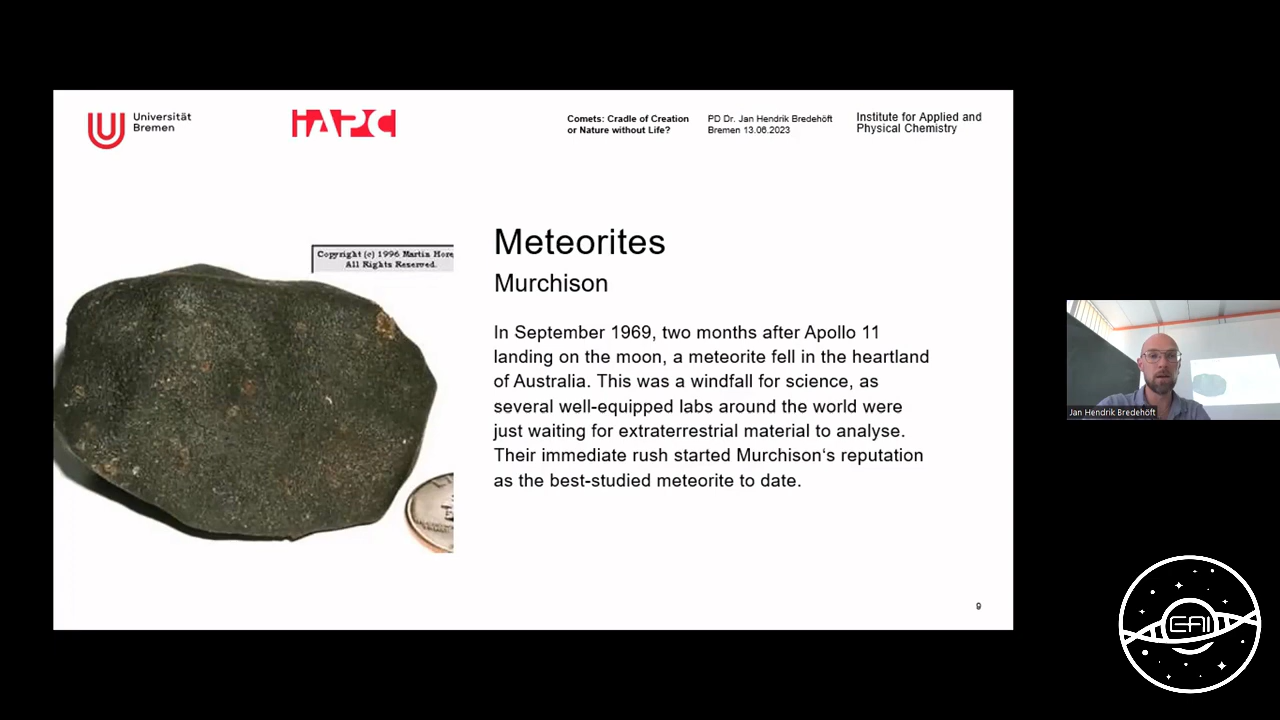 Universität
Bremen
iAPC
Comets: Cradle of Creation
or Nature without Life?
PD Dr. Jan Hendrik Bredehöft
Bremen 13.06.2023
Institute for Applied and
Physical Chemistry
Copyright (c) 1996 Martin Hore
All Rights Reserved.
Meteorites
Murchison
In September 1969, two months after Apollo 11
landing on the moon, a meteorite fell in the heartland
of Australia. This was a windfall for science, as
several well-equipped labs around the world were
just waiting for extraterrestrial material to analyse.
Their immediate rush started Murchison‘s reputation
as the best-studied meteorite to date.
9
Jan Hendrik Bredehöft
EAI